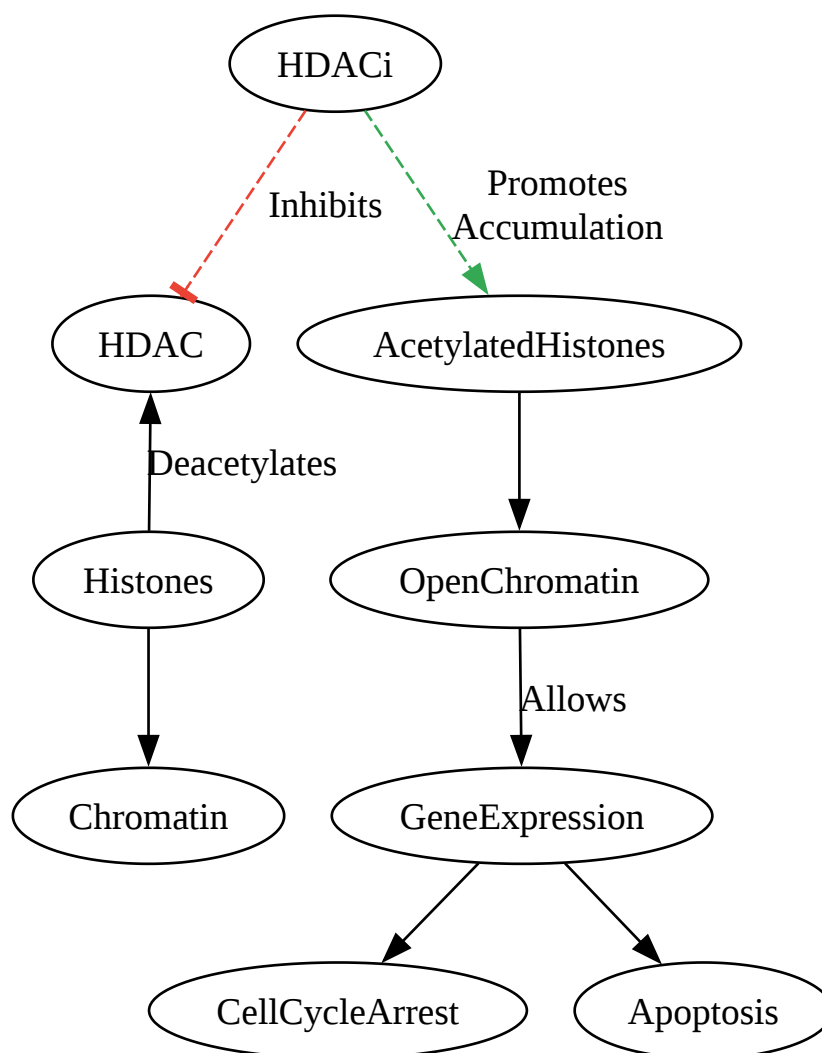 HDACi
Inhibits
Promotes
Accumulation
HDAC
AcetylatedHistones
Deacetylates
Histones
OpenChromatin
Allows
Chromatin
GeneExpression
CellCycleArrest
Apoptosis